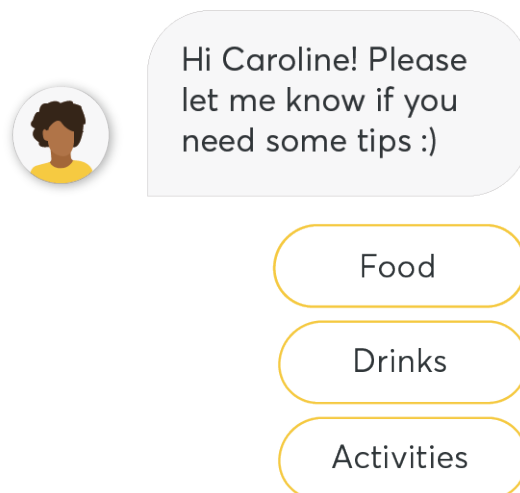 Hi Caroline! Please
let me know if you
need some tips :)
Food
Drinks
Activities